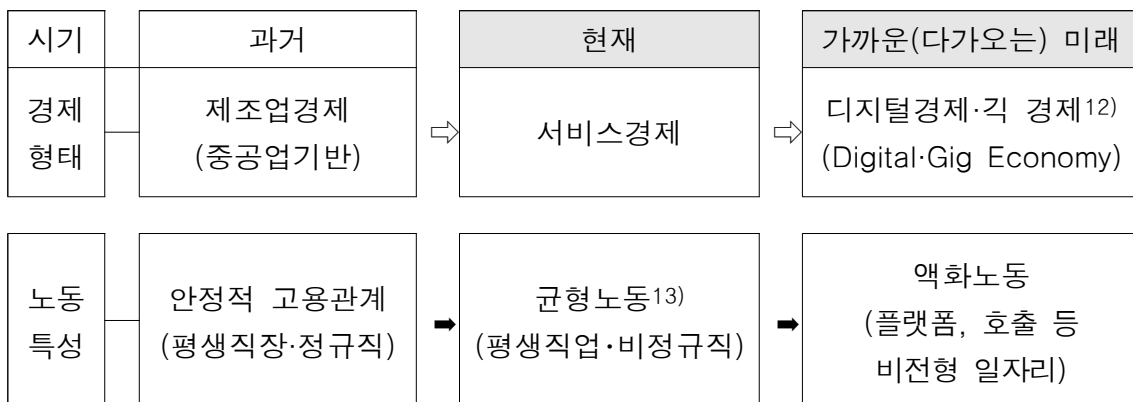 시기
과거
현재
가까운(다가오는) 미래
경제
형태
제조업경제
(중공업기반)
⇨
서비스경제
⇨
디지털경제·긱 경제12)
(Digital·Gig Economy)
노동
특성
안정적 고용관계
(평생직장·정규직)
➡
균형노동13)
(평생직업·비정규직)
➡
액화노동
(플랫폼, 호출 등
비전형 일자리)